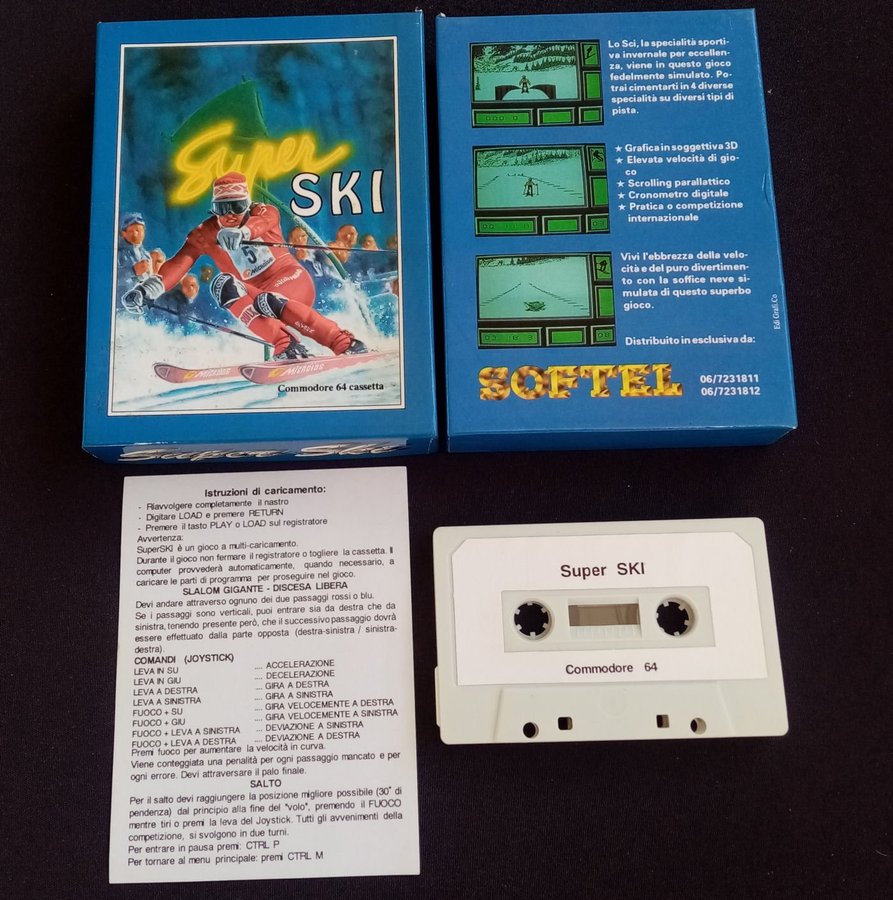 Super
SKI
5
Commodore 64 cassetta
Super Ski
Lo Sci, la specialità sporti-
va invernale per eccellen-
za, viene in questo gioco
fedelmente simulato. Po-
trai cimentarti in 4 diverse
specialità su diversi tipi di
pista.
★ Grafica in soggettiva 3D
★ Elevata velocità di gio-
co
★ Scrolling parallattico
★ Cronometro digitale
★ Pratica o competizione
internazionale
Vivi l'ebbrezza della velo-
cità e del puro divertimen-
to con la soffice neve si-
mulata di questo superbo
gioco.
Distribuito in esclusiva da:
SOFTEL
06/7231811
06/7231812
Istruzioni di caricamento:
- Riavvolgere completamente il nastro
- Digitare LOAD e premere RETURN
- Premere il tasto PLAY o LOAD sul registratore
Avvertenza:
SuperSKI è un gioco a multi-caricamento.
Durante il gioco non fermare il registratore o togliere la cassetta. Il
computer provvederà automaticamente, quando necessario, a
caricare le parti di programma per proseguire nel gioco.
SLALOM GIGANTE - DISCESA LIBERA
Devi andare attraverso ognuno dei due passaggi rossi o blu.
Se i passaggi sono verticali, puoi entrare sia da destra che da
sinistra, tenendo presente però, che il successivo passaggio dovrà
essere effettuato dalla parte opposta (destra-sinistra / sinistra-
destra).
COMANDI (JOYSTICK)
LEVA IN SU .... ACCELERAZIONE
LEVA IN GIU .... DECELERAZIONE
LEVA A DESTRA .... GIRA A DESTRA
LEVA A SINISTRA .... GIRA A SINISTRA
FUOCO + SU .... GIRA VELOCEMENTE A DESTRA
FUOCO + GIU .... GIRA VELOCEMENTE A SINISTRA
FUOCO + LEVA A SINISTRA .... DEVIAZIONE A SINISTRA
FUOCO + LEVA A DESTRA .... DEVIAZIONE A DESTRA
Premi fuoco per aumentare la velocità in curva.
Viene conteggiata una penalità per ogni passaggio mancato e per
ogni errore. Devi attraversare il palo finale.
SALTO
Per il salto devi raggiungere la posizione migliore possibile (30° di
pendenza) dal principio alla fine del "volo", premendo il FUOCO
mentre tiri o premi la leva del Joystick. Tutti gli avvenimenti della
competizione, si svolgono in due turni.
Per entrare in pausa premi: CTRL P
Per tornare al menu principale: premi CTRL M
Super SKI
Commodore 64